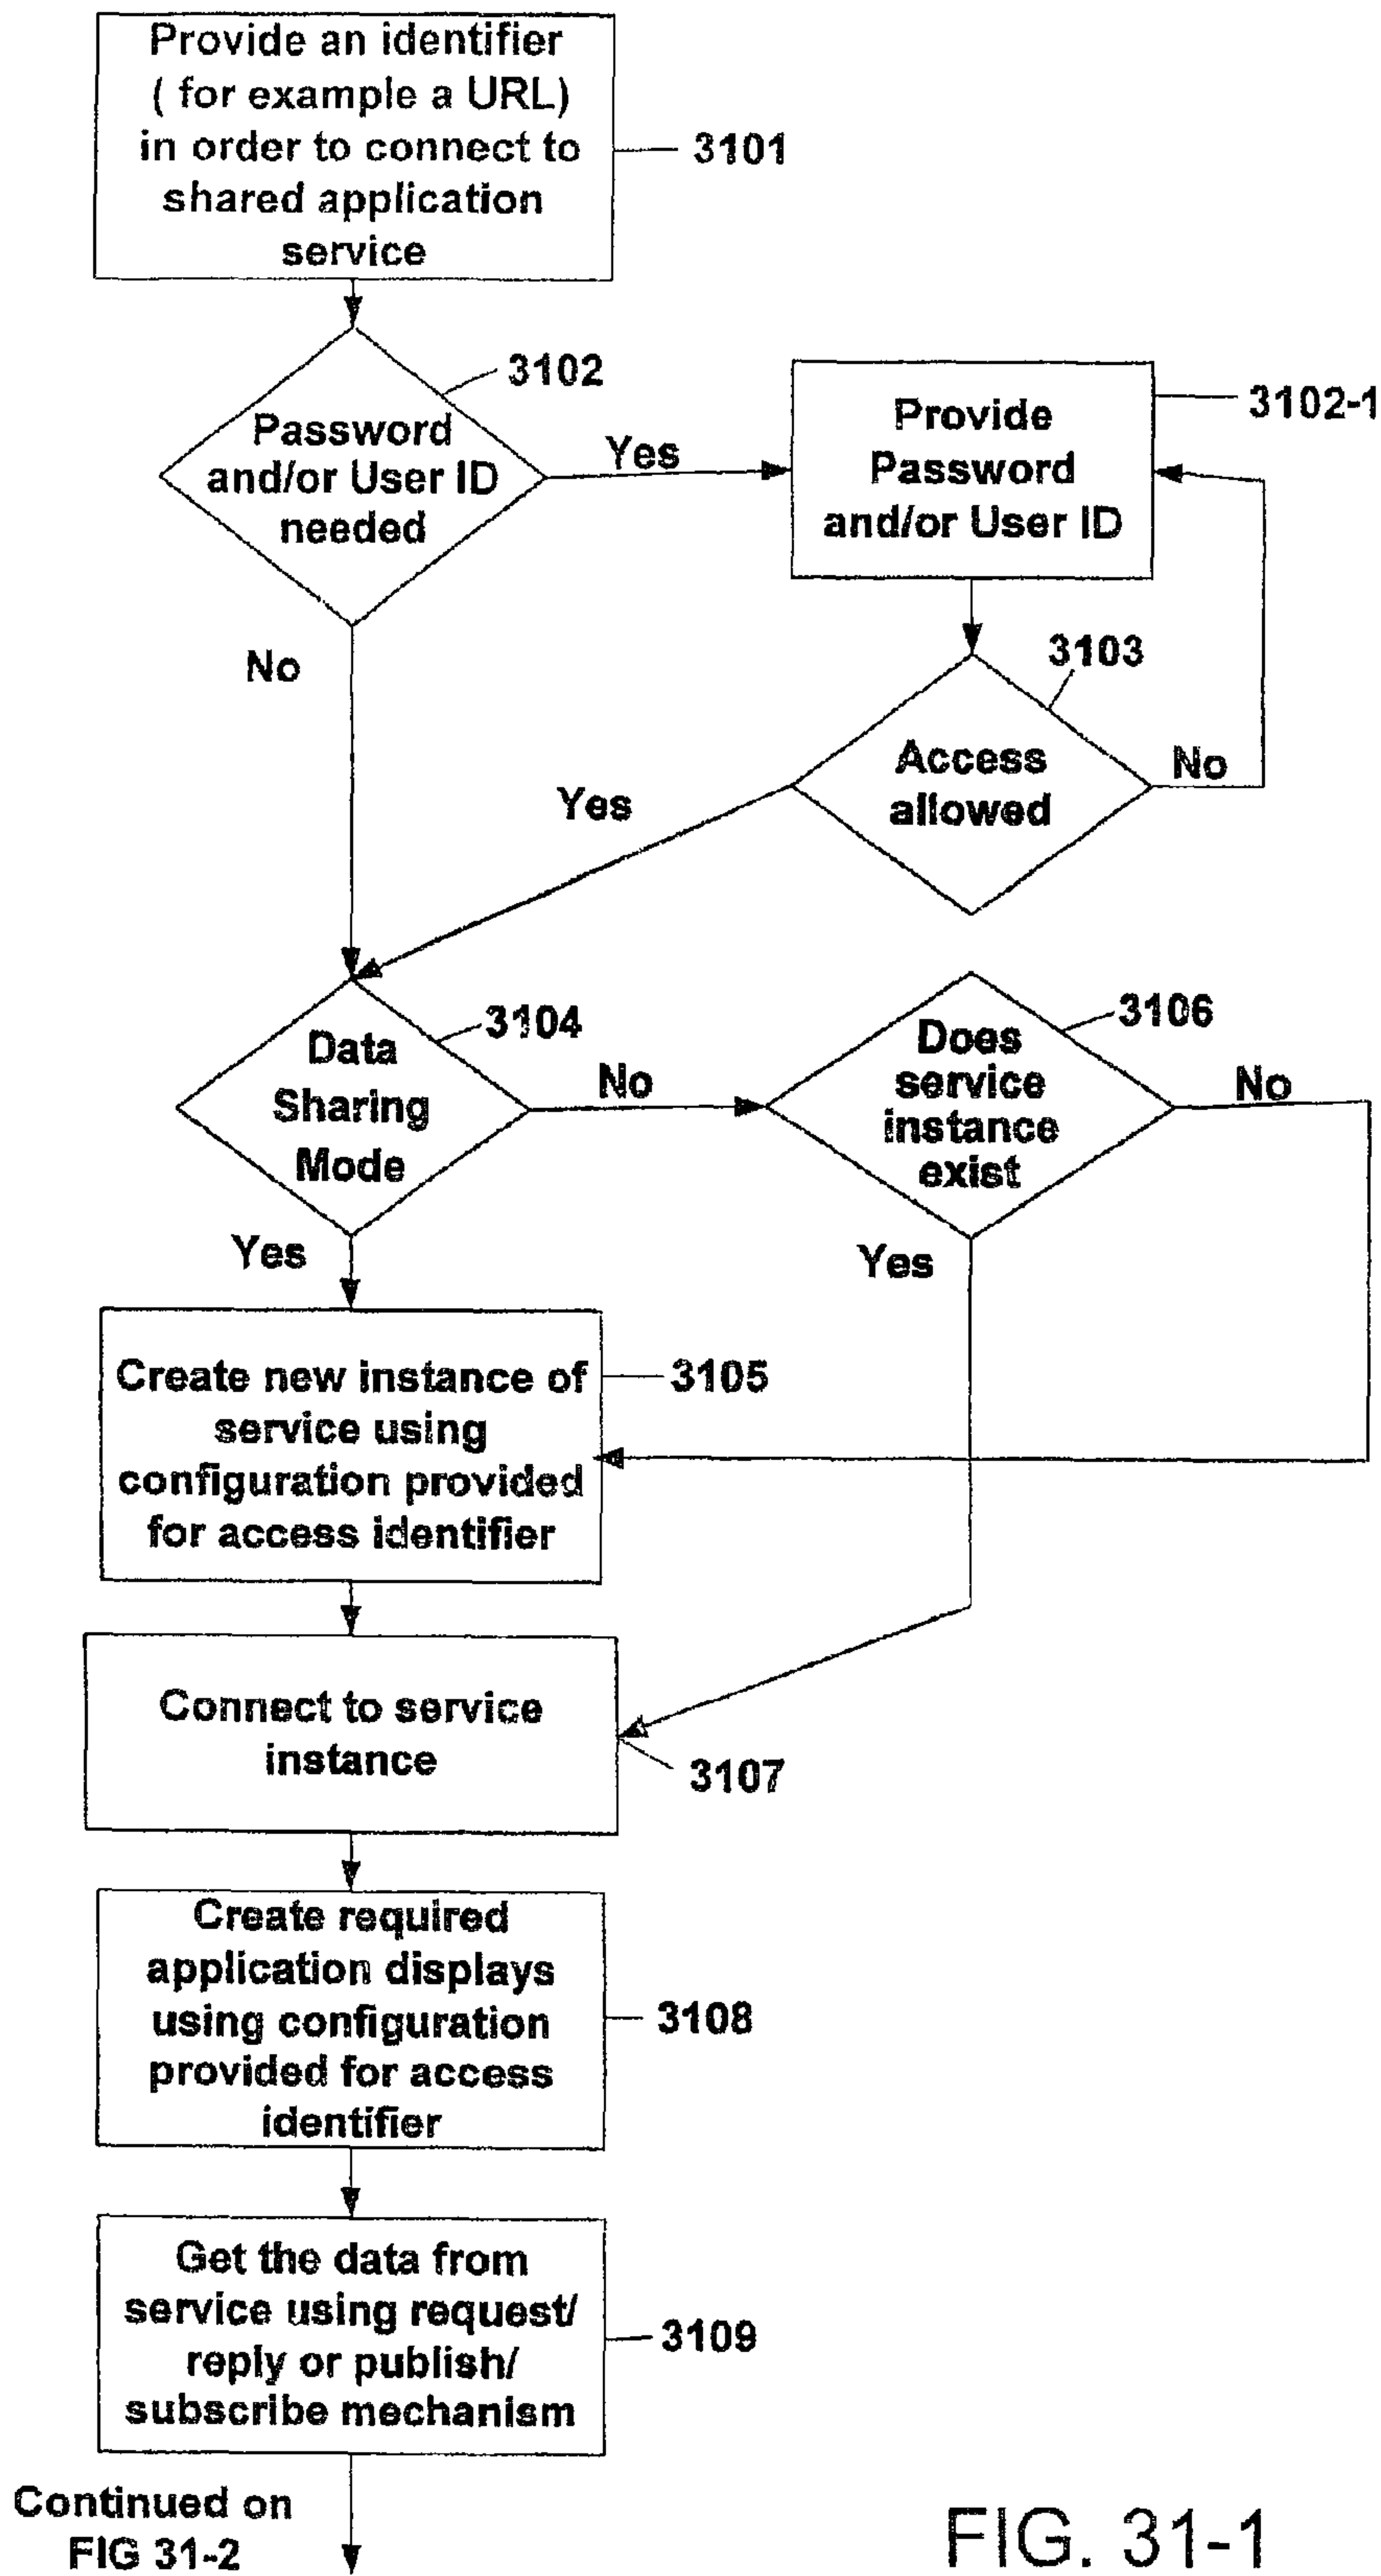 Provide an identifier
( for example a URL)
in order to connect to
shared application
service
3101
3102
Password
and/or User ID
needed
Yes
No
Provide
Password
and/or User ID
3102-1
3103
Access
allowed
No
Yes
3104
Data
Sharing
Mode
No
Yes
3106
Does
service
instance
exist
No
Yes
Create new instance of
service using
configuration provided
for access identifier
3105
Connect to service
instance
3107
Create required
application displays
using configuration
provided for access
identifier
3108
Get the data from
service using request/
reply or publish/
subscribe mechanism
3109
Continued on
FIG 31-2
FIG. 31-1